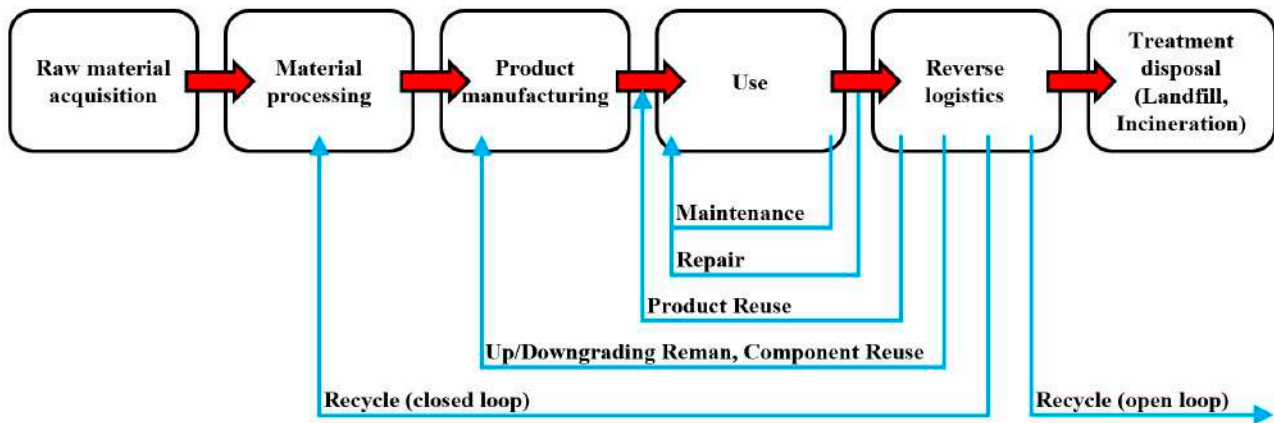 Raw material
acquisition
Material
processing
Product
manufacturing
Use
Reverse
logistics
Treatment
disposal
(Landfill,
Incineration)
Maintenance
Repair
Product Reuse
Up/Downgrading Reman, Component Reuse
Recycle (closed loop)
Recycle (open loop)